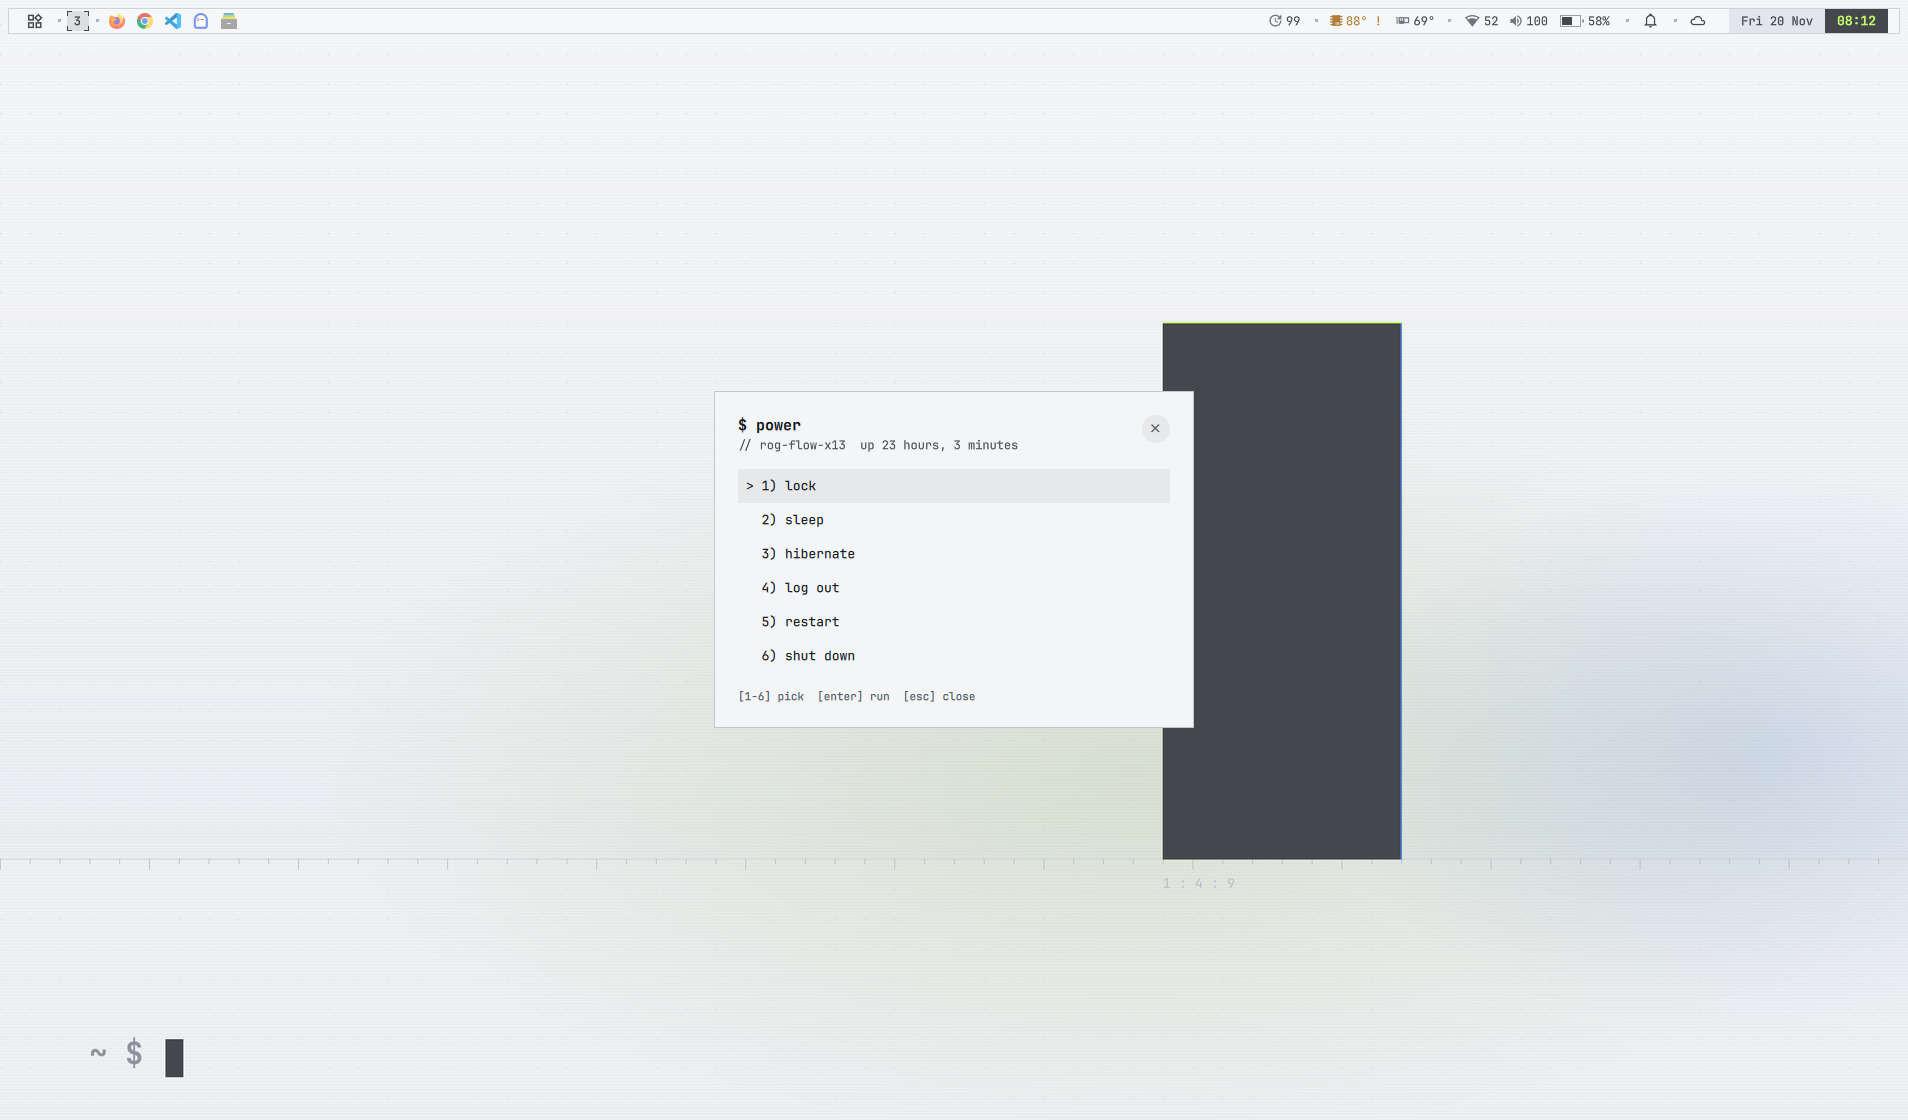 3 99 88° ! 69° 52 100 58% Fri 20 Nov 08:12
$ power
// rog-flow-x13 up 23 hours, 3 minutes
> 1) lock
2) sleep
3) hibernate
4) log out
5) restart
6) shut down
[1-6] pick [enter] run [esc] close
1 : 4 : 9
~ $